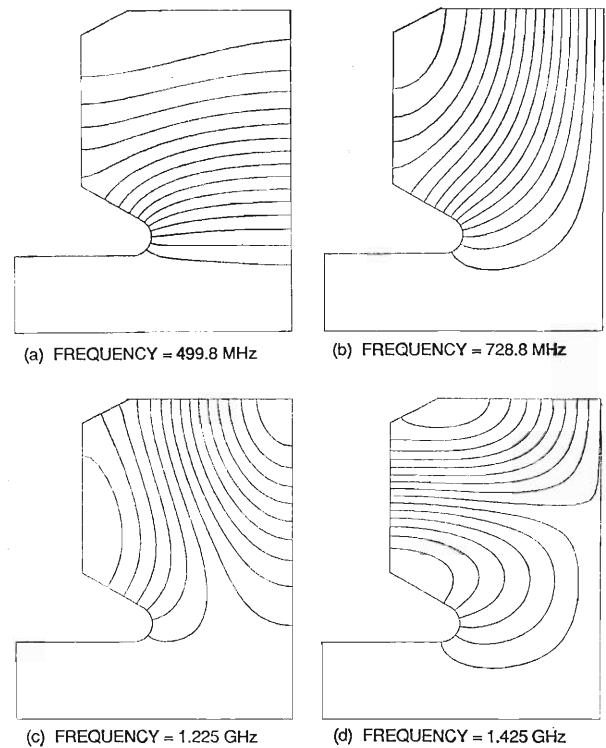 (a) FREQUENCY = 499.8 MHz
(b) FREQUENCY = 728.8 MHz
(c) FREQUENCY = 1.225 GHz
(d) FREQUENCY = 1.425 GHz